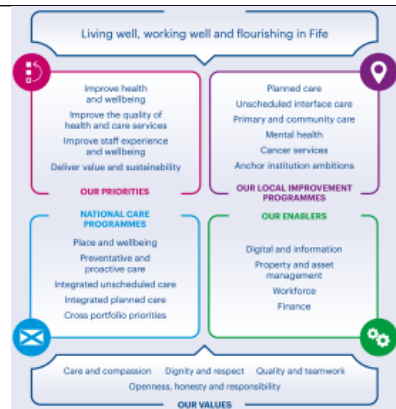 Living well, working well and flourishing in Fife
Improve health
and wellbeing
Improve the quality of
health and care services
Improve staff experience
and wellbeing
Deliver value and sustainability
OUR PRIORITIES
Planned care
Unscheduled interface care
Primary and community care
Mental health
Cancer services
Anchor institution ambitions
OUR LOCAL IMPROVEMENT
PROGRAMMES
NATIONAL CARE
PROGRAMMES
Place and wellbeing
Preventative and
proactive care
Integrated unscheduled care
Integrated planned care
Cross portfolio priorities
OUR ENABLERS
Digital and information
Property and asset
management
Workforce
Finance
Care and compassion Dignity and respect Quality and teamwork
Openness, honesty and responsibility
OUR VALUES